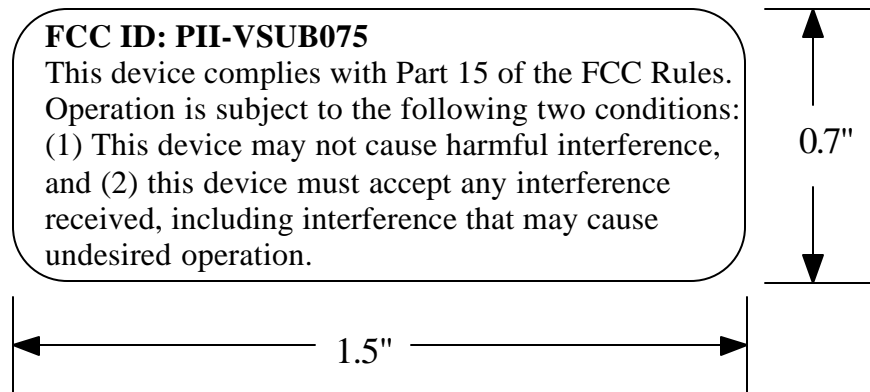 FCC ID: PII-VSUB075
This device complies with Part 15 of the FCC Rules.
Operation is subject to the following two conditions:
(1) This device may not cause harmful interference,
and (2) this device must accept any interference
received, including interference that may cause
undesired operation.
0.7"
1.5"